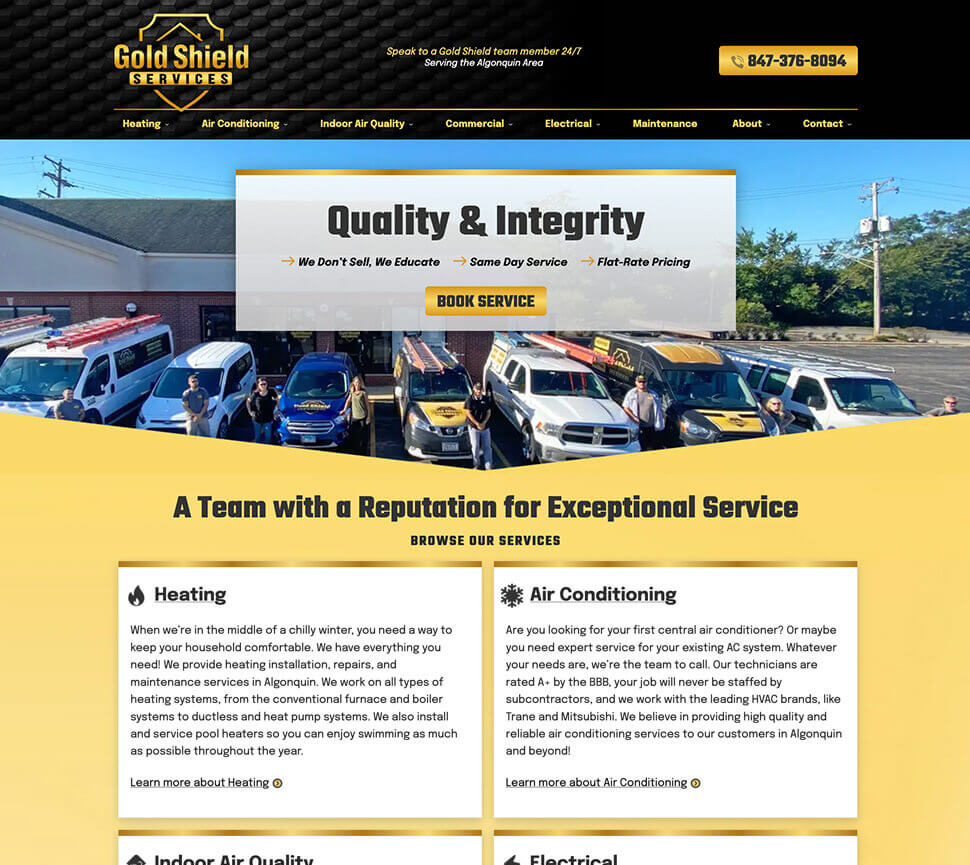 Gold Shield
SERVICES
Speak to a Gold Shield team member 24/7
Serving the Algonquin Area
847-376-8094
Heating Air Conditioning Indoor Air Quality Commercial Electrical Maintenance About Contact
Quality & Integrity
We Don't Sell, We Educate Same Day Service Flat-Rate Pricing
BOOK SERVICE
Gold Shield
A Team with a Reputation for Exceptional Service
BROWSE OUR SERVICES
Heating
When we're in the middle of a chilly winter, you need a way to
keep your household comfortable. We have everything you
need! We provide heating installation, repairs, and
maintenance services in Algonquin. We work on all types of
heating systems, from the conventional furnace and boiler
systems to ductless and heat pump systems. We also install
and service pool heaters so you can enjoy swimming as much
as possible throughout the year.
Learn more about Heating
Air Conditioning
Are you looking for your first central air conditioner? Or maybe
you need expert service for your existing AC system. Whatever
your needs are, we're the team to call. Our technicians are
rated A+ by the BBB, your job will never be staffed by
subcontractors, and we work with the leading HVAC brands, like
Trane and Mitsubishi. We believe in providing high quality and
reliable air conditioning services to our customers in Algonquin
and beyond!
Learn more about Air Conditioning
Indoor Air Quality
Electrical